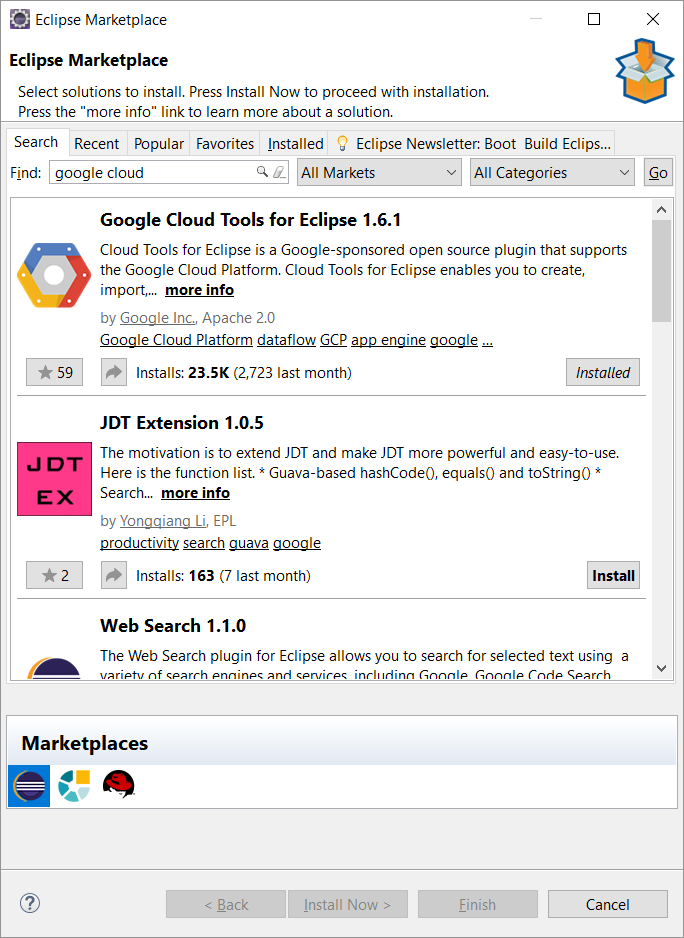 Eclipse Marketplace
Eclipse Marketplace
Select solutions to install. Press Install Now to proceed with installation.
Press the "more info" link to learn more about a solution.
Search Recent Popular Favorites Installed Eclipse Newsletter: Boot Build Eclips...
Find: google cloud All Markets All Categories Go
Google Cloud Tools for Eclipse 1.6.1
Cloud Tools for Eclipse is a Google-sponsored open source plugin that supports
the Google Cloud Platform. Cloud Tools for Eclipse enables you to create,
import,... more info
by Google Inc., Apache 2.0
Google Cloud Platform dataflow GCP app engine google ...
59 Installs: 23.5K (2,723 last month) Installed
JDT Extension 1.0.5
JDT
EX
The motivation is to extend JDT and make JDT more powerful and easy-to-use.
Here is the function list. * Guava-based hashCode(), equals() and toString() *
Search... more info
by Yongqiang Li, EPL
productivity search guava google
2 Installs: 163 (7 last month) Install
Web Search 1.1.0
The Web Search plugin for Eclipse allows you to search for selected text using a
variety of search engines and services, including Google, Google Code Search,
Marketplaces
? < Back Install Now > Finish Cancel